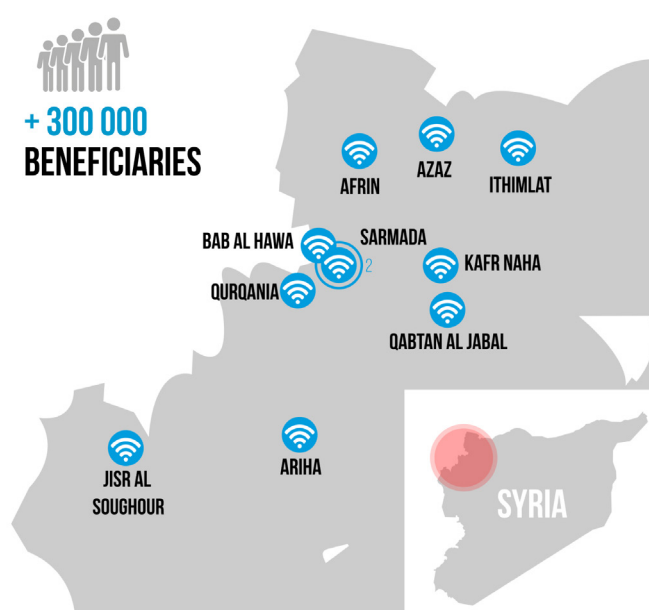 + 300 000
BENEFICIARIES
AFRIN
AZAZ
ITHIMLAT
BAB AL HAWA
SARMADA
2
KAFR NAHA
QURQANIA
QABTAN AL JABAL
JISR AL
SOUGHOUR
ARIHA
SYRIA